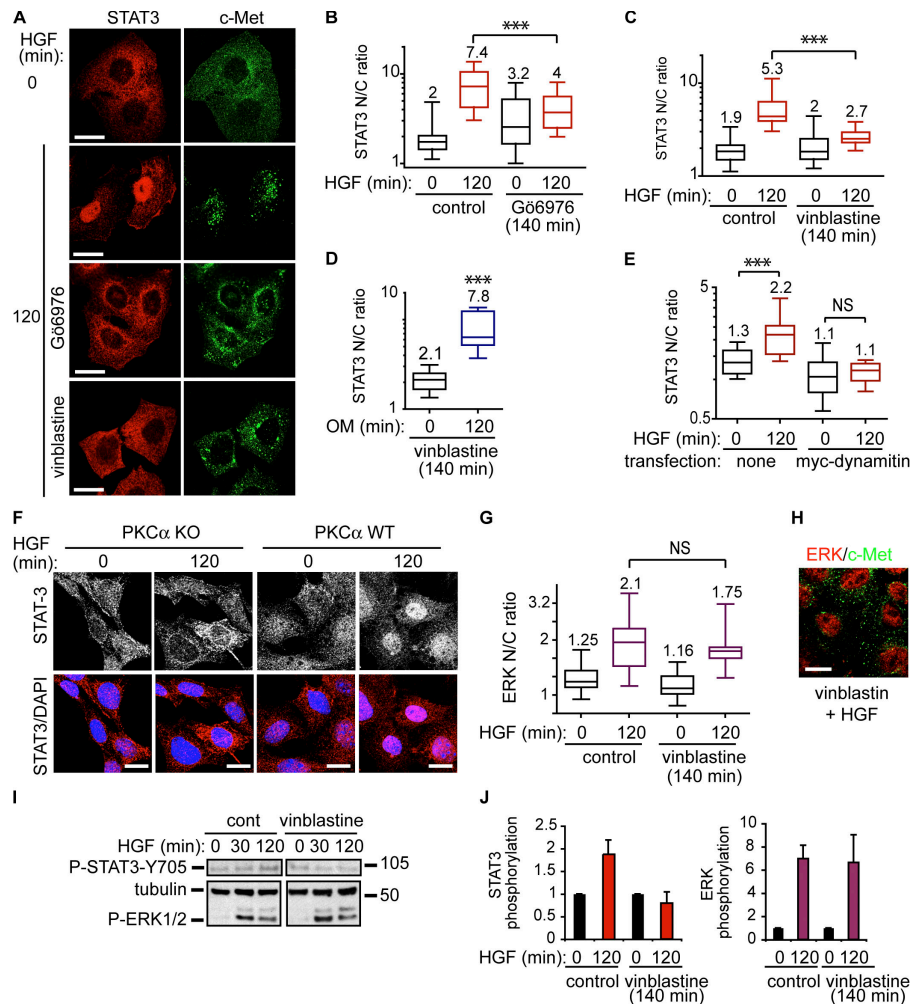 A
STAT3 c-Met
HGF
(min):
0
120
Gö6976
vinblastine
B
STAT3 N/C ratio
10
1
2
7.4
3.2
4
***
HGF (min): 0 120 0 120
control Gö6976
(140 min)
C
STAT3 N/C ratio
10
1
1.9
5.3
2
2.7
***
HGF (min): 0 120 0 120
control vinblastine
(140 min)
D
STAT3 N/C ratio
10
1
2.1
***
7.8
OM (min): 0 120
vinblastine
(140 min)
E
STAT3 N/C ratio
5
0.5
***
1.3
2.2
NS
1.1
1.1
HGF (min): 0 120 0 120
transfection: none myc-dynamitin
F
PKCα KO PKCα WT
HGF
(min): 0 120 0 120
STAT-3
STAT3/DAPI
G
ERK N/C ratio
3.2
2
1
NS
1.25
2.1
1.16
1.75
HGF (min): 0 120 0 120
control vinblastine
(140 min)
H
ERK/c-Met
vinblastin
+ HGF
I
cont vinblastine
HGF (min): 0 30 120 0 30 120
P-STAT3-Y705
105
tubulin
50
P-ERK1/2
J
STAT3
phosphorylation
2.5
2
1.5
1
0.5
0
HGF (min): 0 120 0 120
control vinblastine
(140 min)
ERK
phosphorylation
10
8
6
4
2
0
0 120 0 120
control vinblastine
(140 min)